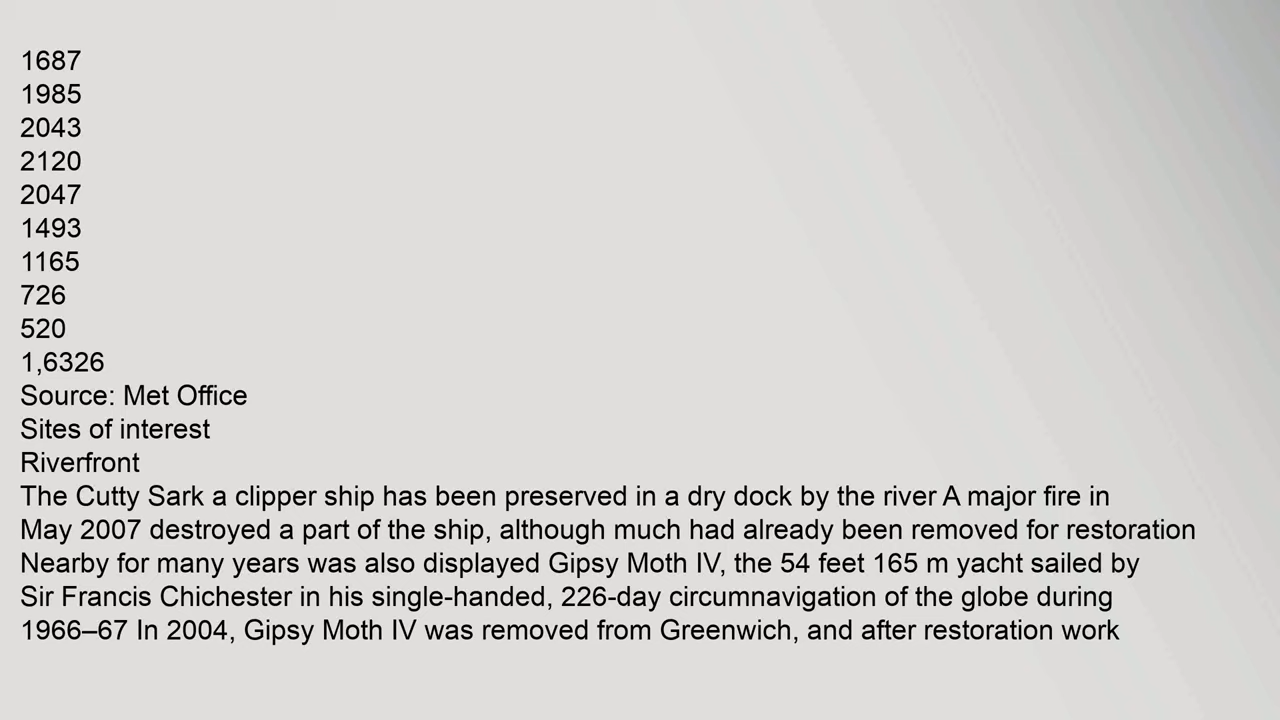 1687
1985
2043
2120
2047
1493
1165
726
520
1,6326
Source: Met Office
Sites of interest
Riverfront
The Cutty Sark a clipper ship has been preserved in a dry dock by the river A major fire in
May 2007 destroyed a part of the ship, although much had already been removed for restoration
Nearby for many years was also displayed Gipsy Moth IV, the 54 feet 165 m yacht sailed by
Sir Francis Chichester in his single-handed, 226-day circumnavigation of the globe during
1966–67 In 2004, Gipsy Moth IV was removed from Greenwich, and after restoration work